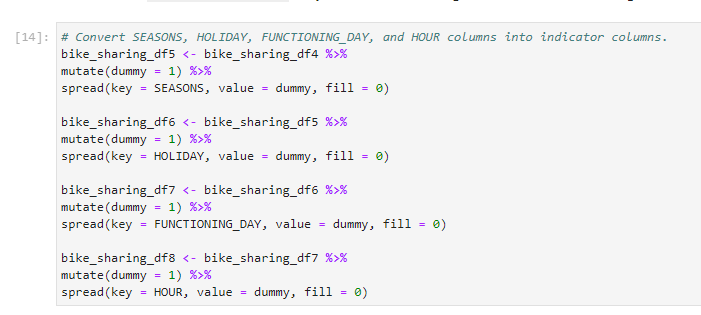 [14]: # Convert SEASONS, HOLIDAY, FUNCTIONING_DAY, and HOUR columns into indicator columns.
bike_sharing_df5 <- bike_sharing_df4 %>%
mutate(dummy = 1) %>%
spread(key = SEASONS, value = dummy, fill = 0)

bike_sharing_df6 <- bike_sharing_df5 %>%
mutate(dummy = 1) %>%
spread(key = HOLIDAY, value = dummy, fill = 0)

bike_sharing_df7 <- bike_sharing_df6 %>%
mutate(dummy = 1) %>%
spread(key = FUNCTIONING_DAY, value = dummy, fill = 0)

bike_sharing_df8 <- bike_sharing_df7 %>%
mutate(dummy = 1) %>%
spread(key = HOUR, value = dummy, fill = 0)